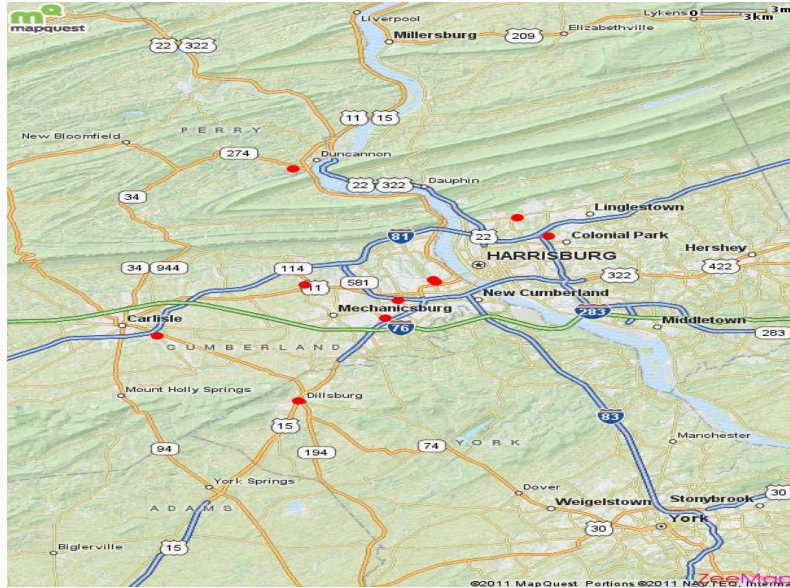 mapquest
Liverpool
Lykens 0 3m
3km
Millersburg
209
Elizabethville
22 322
11 15
New Bloomfield
PERRY
274
Duncannon
34
22 322
Dauphin
Linglestown
81
22
Colonial Park
Hershey
HARRISBURG
34 944
114
581
322
422
11
New Cumberland
Carlisle
Mechanicsburg
76
283
Middletown
283
CUMBERLAND
Mount Holly Springs
Dillsburg
15
83
94
194
74
YORK
Manchester
York Springs
Dover
Weigelstown
Stonybrook
30
ADAMS
30
York
15
Biglerville
©2011 MapQuest Portions ©2011 NAVTEQ, Interma
ZeeMap